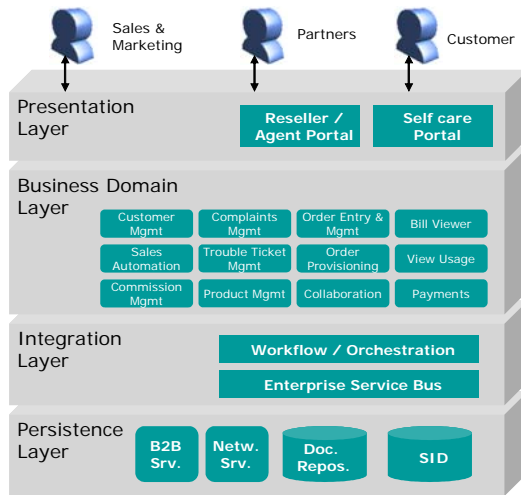 Sales &
Marketing
Partners
Customer
Presentation
Layer
Reseller /
Agent Portal
Self care
Portal
Business Domain
Layer
Customer
Mgmt
Complaints
Mgmt
Order Entry &
Mgmt
Bill Viewer
Sales
Automation
Trouble Ticket
Mgmt
Order
Provisioning
View Usage
Commission
Mgmt
Product Mgmt
Collaboration
Payments
Integration
Layer
Workflow / Orchestration
Enterprise Service Bus
Persistence
Layer
B2B
Srv.
Netw.
Srv.
Doc.
Repos.
SID